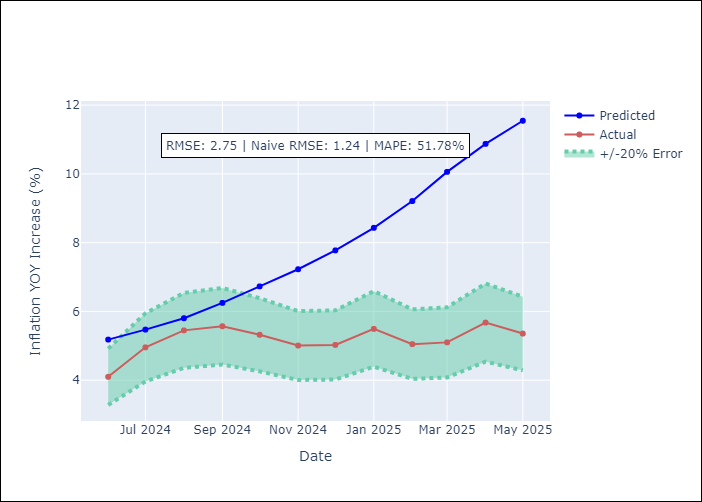 12
10
8
6
4
Inflation YOY Increase (%)
RMSE: 2.75 | Naive RMSE: 1.24 | MAPE: 51.78%
Predicted
Actual
+/-20% Error
Jul 2024
Sep 2024
Nov 2024
Jan 2025
Mar 2025
May 2025
Date